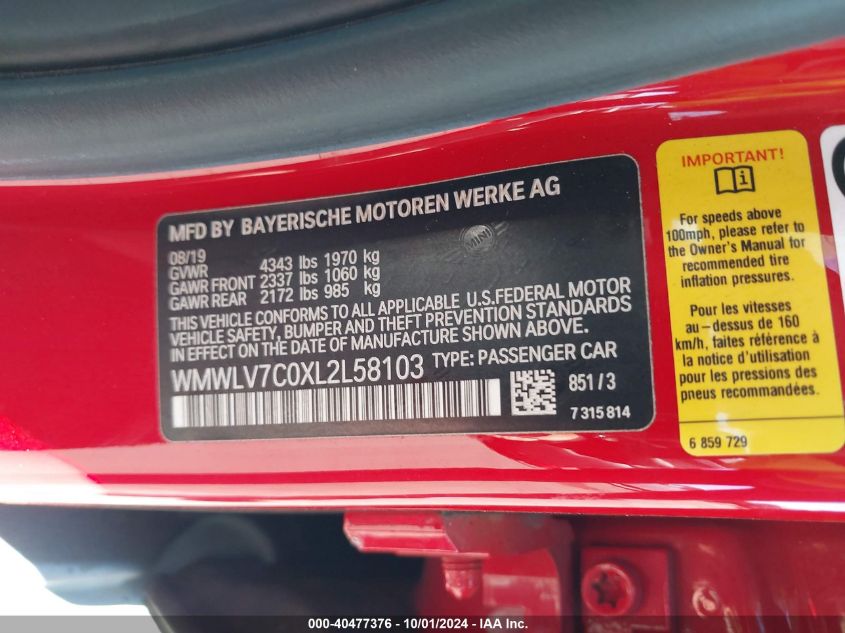 MFD BY BAYERISCHE MOTOREN WERKE AG
08/19
GVWR 4343 lbs 1970 kg
GAWR FRONT 2337 lbs 1060 kg
GAWR REAR 2172 lbs 985 kg
THIS VEHICLE CONFORMS TO ALL APPLICABLE U.S.FEDERAL MOTOR
VEHICLE SAFETY, BUMPER AND THEFT PREVENTION STANDARDS
IN EFFECT ON THE DATE OF MANUFACTURE SHOWN ABOVE.
WMWLV7C0XL2L58103 TYPE: PASSENGER CAR
851/3
7 315 814
MINI
IMPORTANT!
For speeds above
100mph, please refer to
the Owner's Manual for
recommended tire
inflation pressures.
Pour les vitesses
au-dessus de 160
km/h, faites référence à
la notice d'utilisation
pour les pressions de
gonflage recommandées.
6 859 729
000-40477376 - 10/01/2024 - IAA Inc.